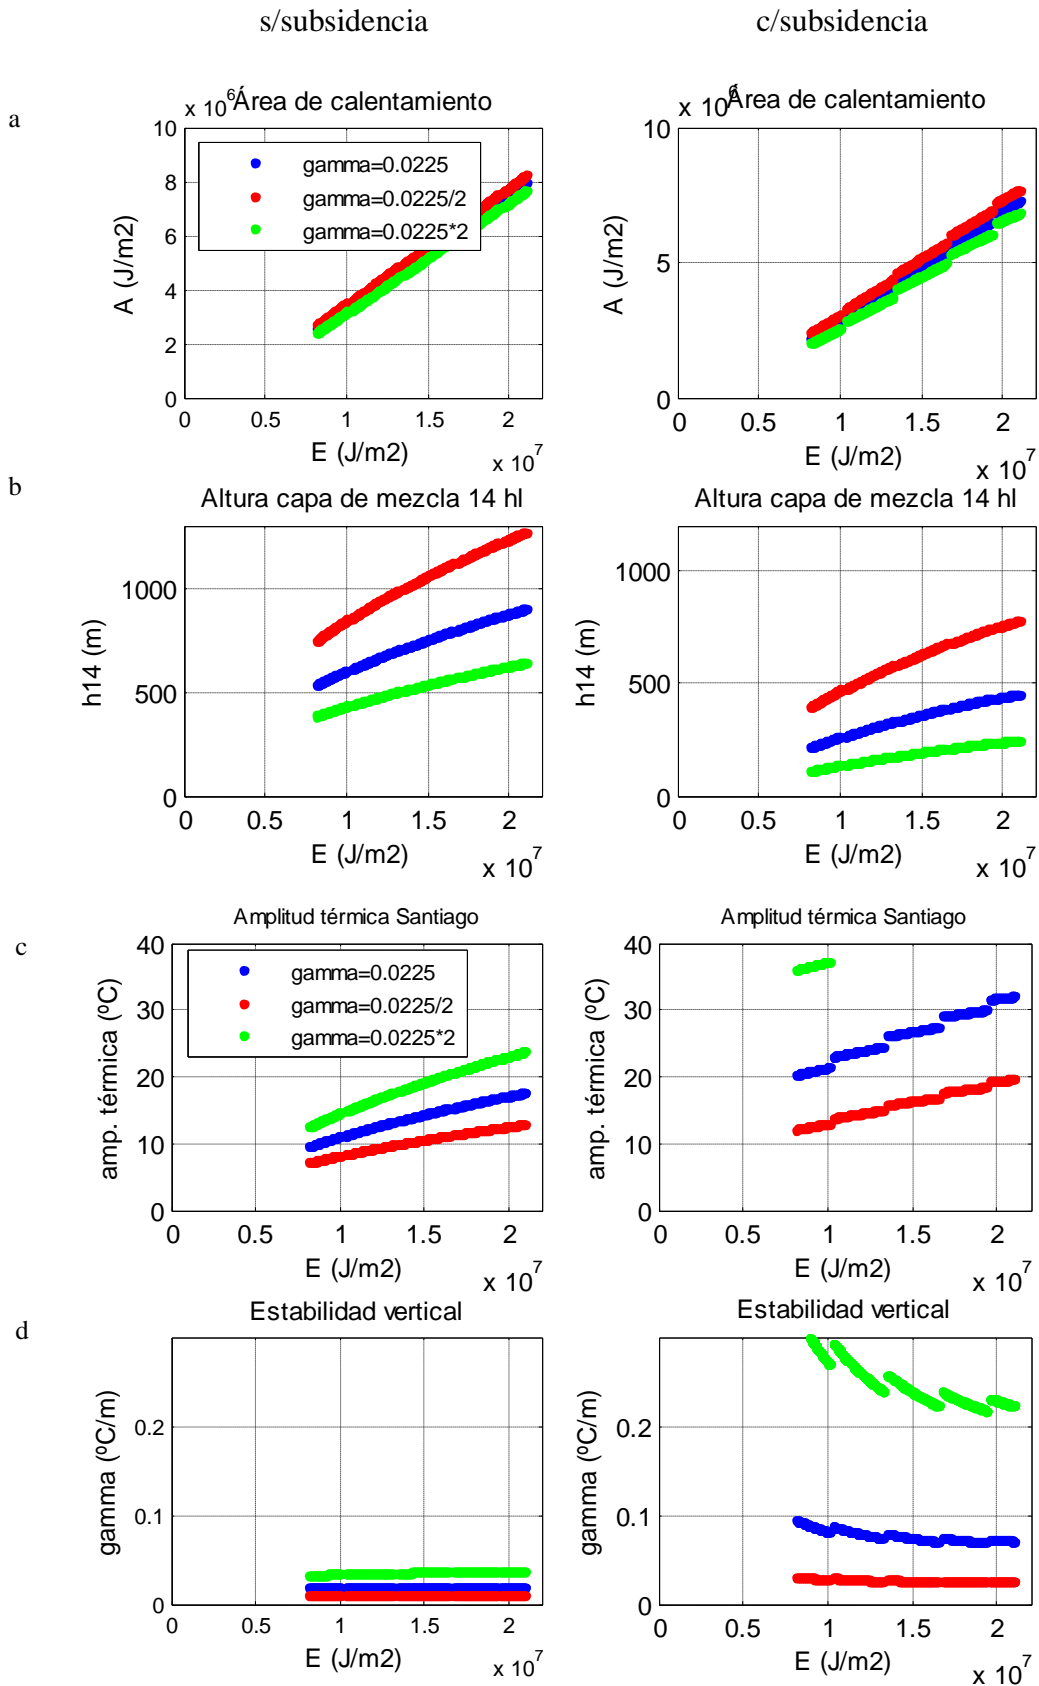 s/subsidencia
c/subsidencia
a
x 10^6
Área de calentamiento
10
8
6
4
2
0
A (J/m2)
gamma=0.0225
gamma=0.0225/2
gamma=0.0225*2
0
0.5
1
1.5
2
E (J/m2)
x 10^7
x 10^6
Área de calentamiento
10
5
0
A (J/m2)
0
0.5
1
1.5
2
E (J/m2)
x 10^7
b
Altura capa de mezcla 14 hl
1000
500
0
h14 (m)
0
0.5
1
1.5
2
E (J/m2)
x 10^7
Altura capa de mezcla 14 hl
1000
500
0
h14 (m)
0
0.5
1
1.5
2
E (J/m2)
x 10^7
c
Amplitud térmica Santiago
40
30
20
10
0
amp. térmica (ºC)
gamma=0.0225
gamma=0.0225/2
gamma=0.0225*2
0
0.5
1
1.5
2
E (J/m2)
x 10^7
Amplitud térmica Santiago
40
30
20
10
0
amp. térmica (ºC)
0
0.5
1
1.5
2
E (J/m2)
x 10^7
d
Estabilidad vertical
0.2
0.1
0
gamma (ºC/m)
0
0.5
1
1.5
2
E (J/m2)
x 10^7
Estabilidad vertical
0.2
0.1
0
gamma (ºC/m)
0
0.5
1
1.5
2
E (J/m2)
x 10^7